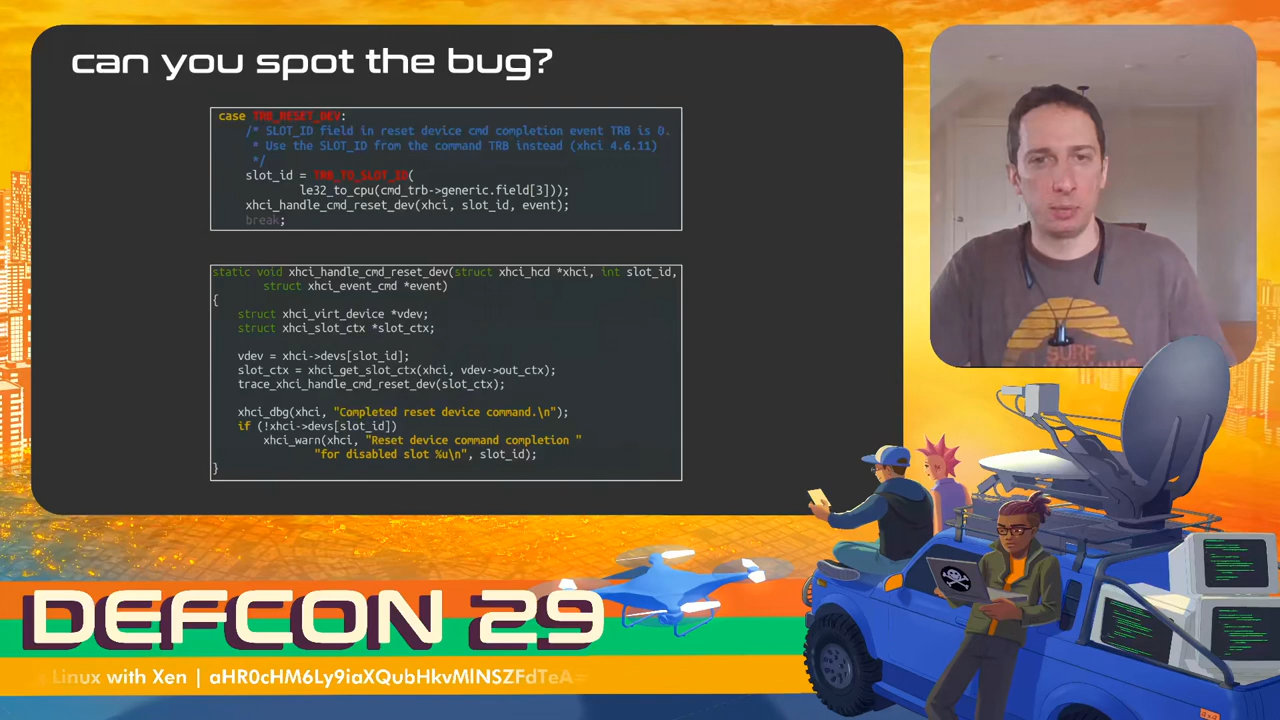 can you spot the bug?
case TRB_RESET_DEV:
/* SLOT_ID field in reset device cmd completion event TRB is 0.
* Use the SLOT_ID from the command TRB instead (xhci 4.6.11)
*/
slot_id = TRB_TO_SLOT_ID(
le32_to_cpu(cmd_trb->generic.field[3]));
xhci_handle_cmd_reset_dev(xhci, slot_id, event);
break;
static void xhci_handle_cmd_reset_dev(struct xhci_hcd *xhci, int slot_id,
struct xhci_event_cmd *event)
{
struct xhci_virt_device *vdev;
struct xhci_slot_ctx *slot_ctx;
vdev = xhci->devs[slot_id];
slot_ctx = xhci_get_slot_ctx(xhci, vdev->out_ctx);
trace_xhci_handle_cmd_reset_dev(slot_ctx);
xhci_dbg(xhci, "Completed reset device command.\n");
if (!xhci->devs[slot_id])
xhci_warn(xhci, "Reset device command completion "
"for disabled slot %u\n", slot_id);
}
SURF
DEFCON 29
Linux with Xen | aHR0cHM6Ly9iaXQubHkvMlNSZFdTeA=